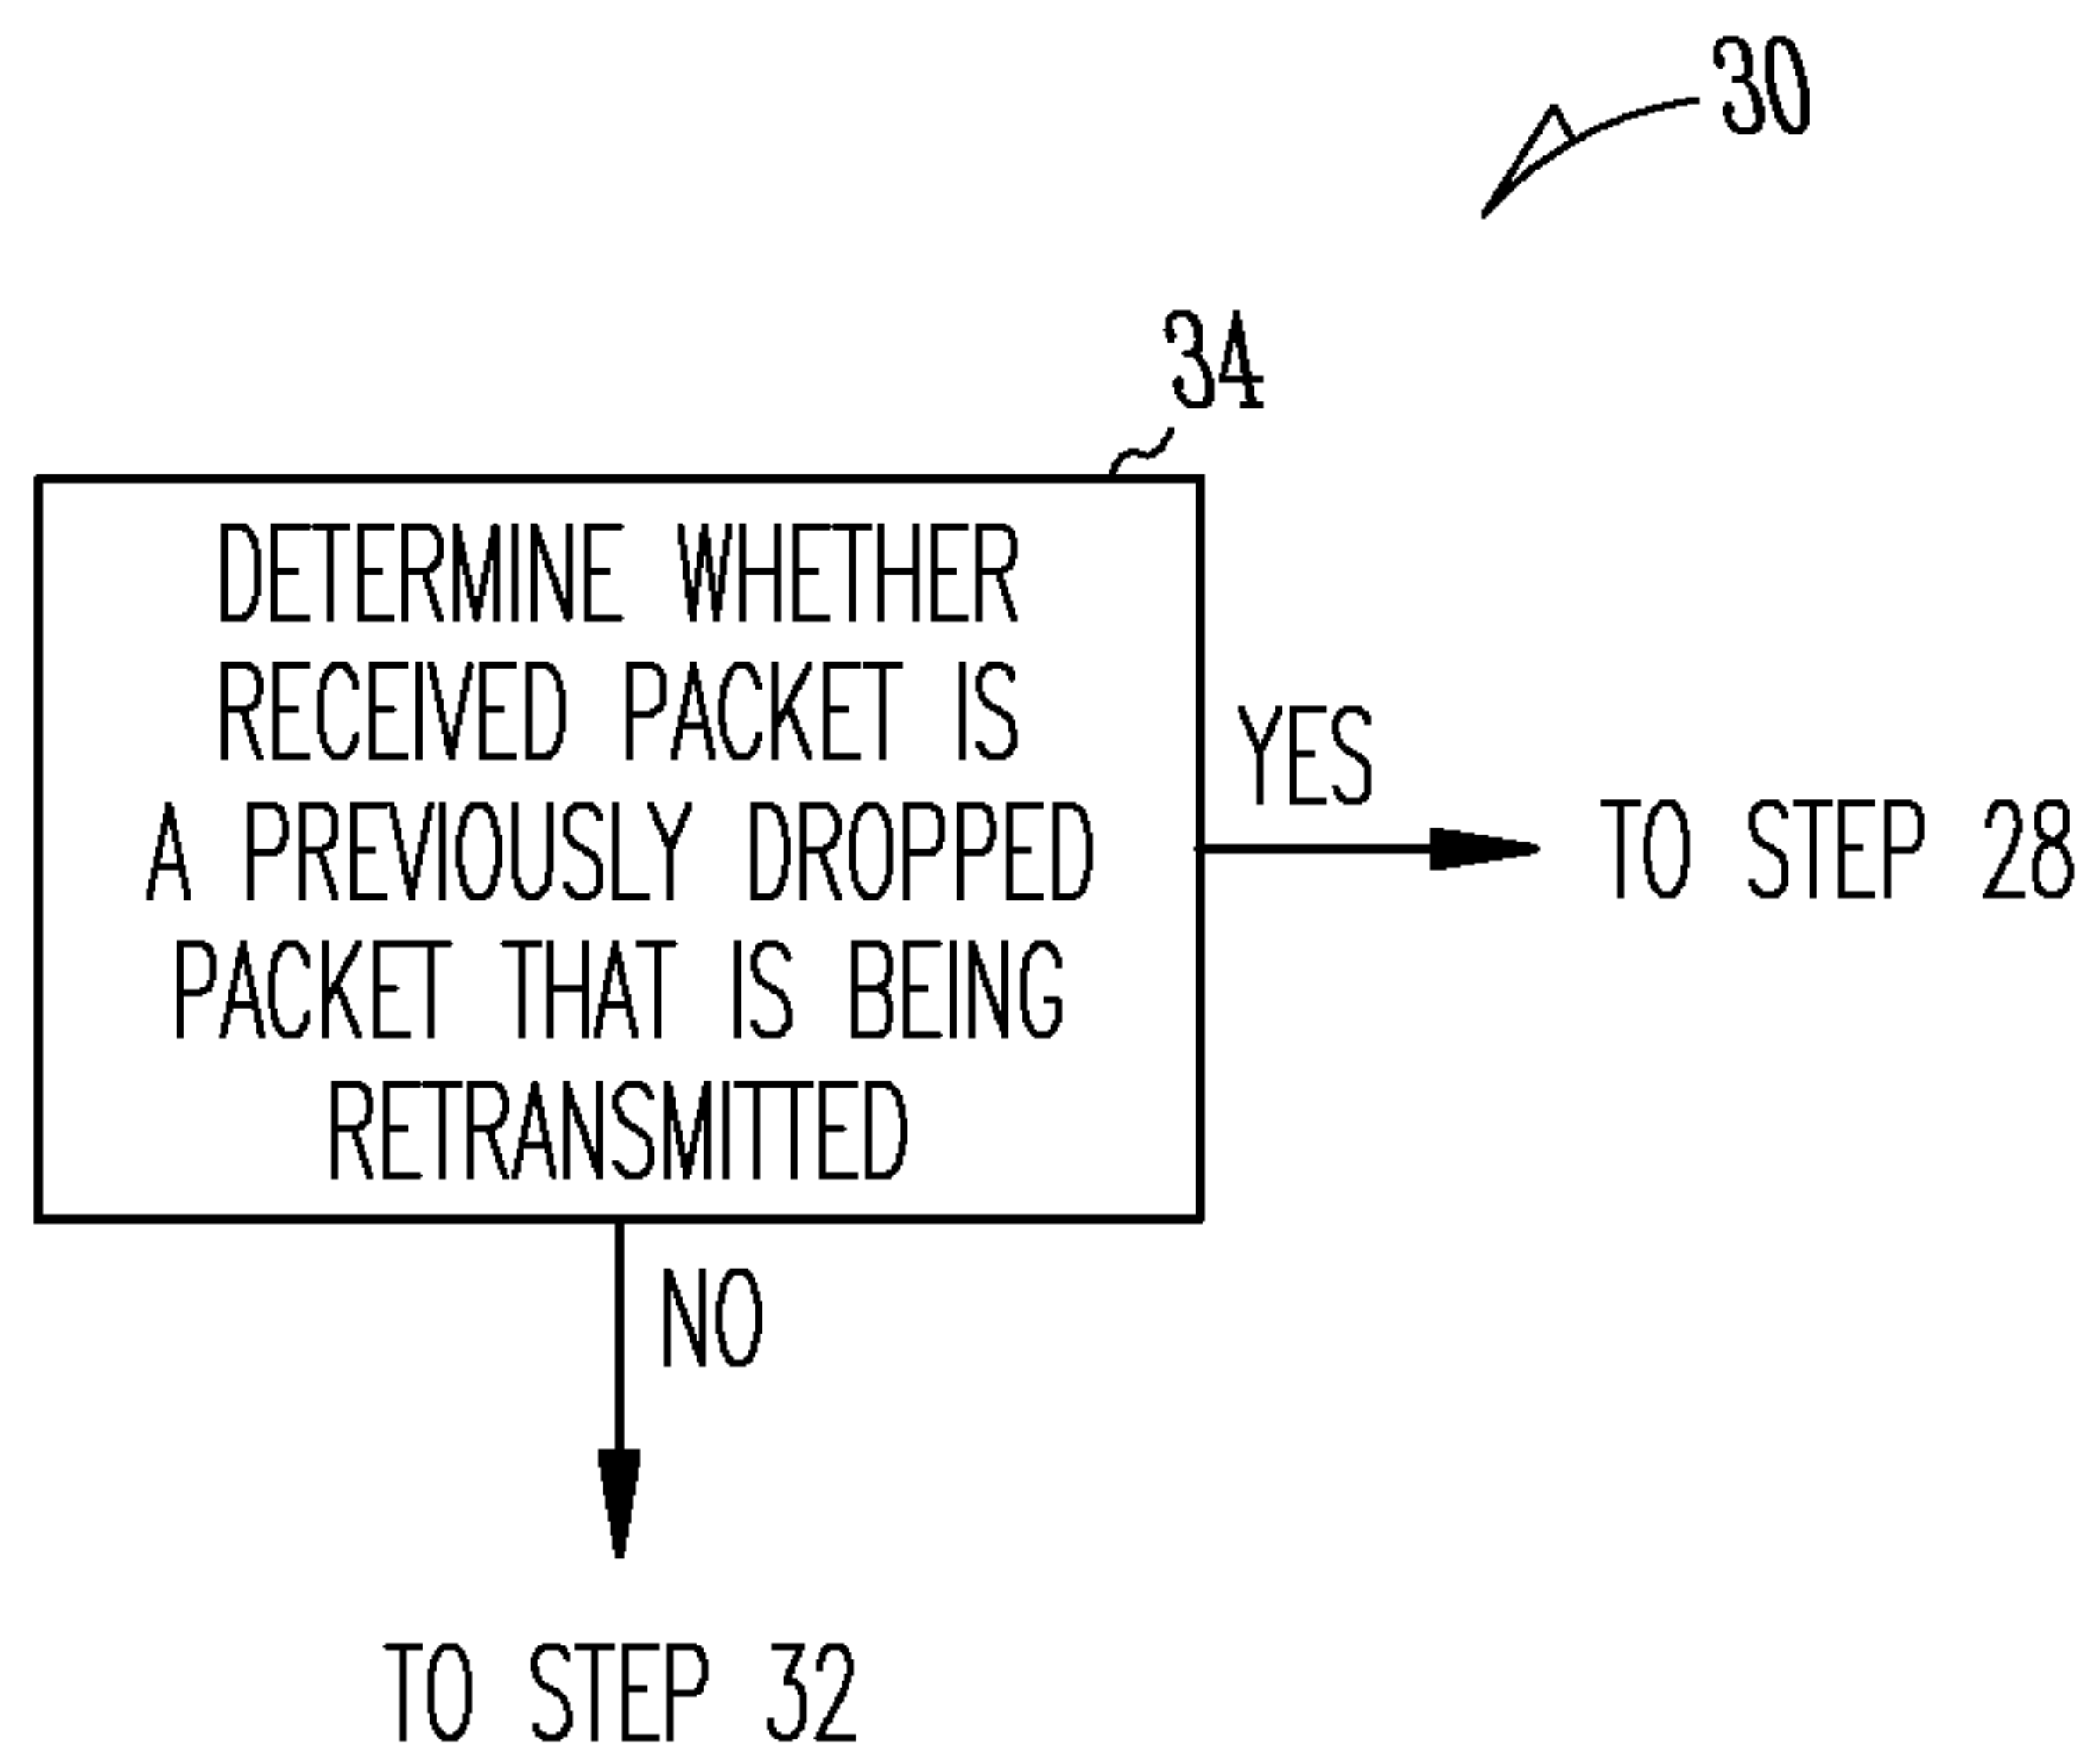 30
34
DETERMINE WHETHER
RECEIVED PACKET IS
A PREVIOUSLY DROPPED
PACKET THAT IS BEING
RETRANSMITTED
YES
TO STEP 28
NO
TO STEP 32